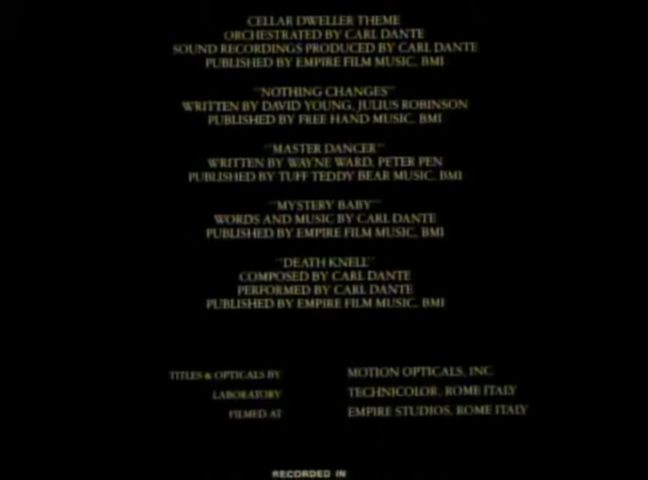 CELLAR DWELLER THEME
ORCHESTRATED BY CARL DANTE
SOUND RECORDINGS PRODUCED BY CARL DANTE
PUBLISHED BY EMPIRE FILM MUSIC, BMI
"NOTHING CHANGES"
WRITTEN BY DAVID YOUNG, JULIUS ROBINSON
PUBLISHED BY FREE HAND MUSIC, BMI
"MASTER DANCER"
WRITTEN BY WAYNE WARD, PETER PEN
PUBLISHED BY TUFF TEDDY BEAR MUSIC, BMI
"MYSTERY BABY"
WORDS AND MUSIC BY CARL DANTE
PUBLISHED BY EMPIRE FILM MUSIC, BMI
"DEATH KNELL"
COMPOSED BY CARL DANTE
PERFORMED BY CARL DANTE
PUBLISHED BY EMPIRE FILM MUSIC, BMI
TITLES & OPTICALS BY MOTION OPTICALS, INC.
LABORATORY TECHNICOLOR, ROME ITALY
FILMED AT EMPIRE STUDIOS, ROME ITALY
RECORDED IN